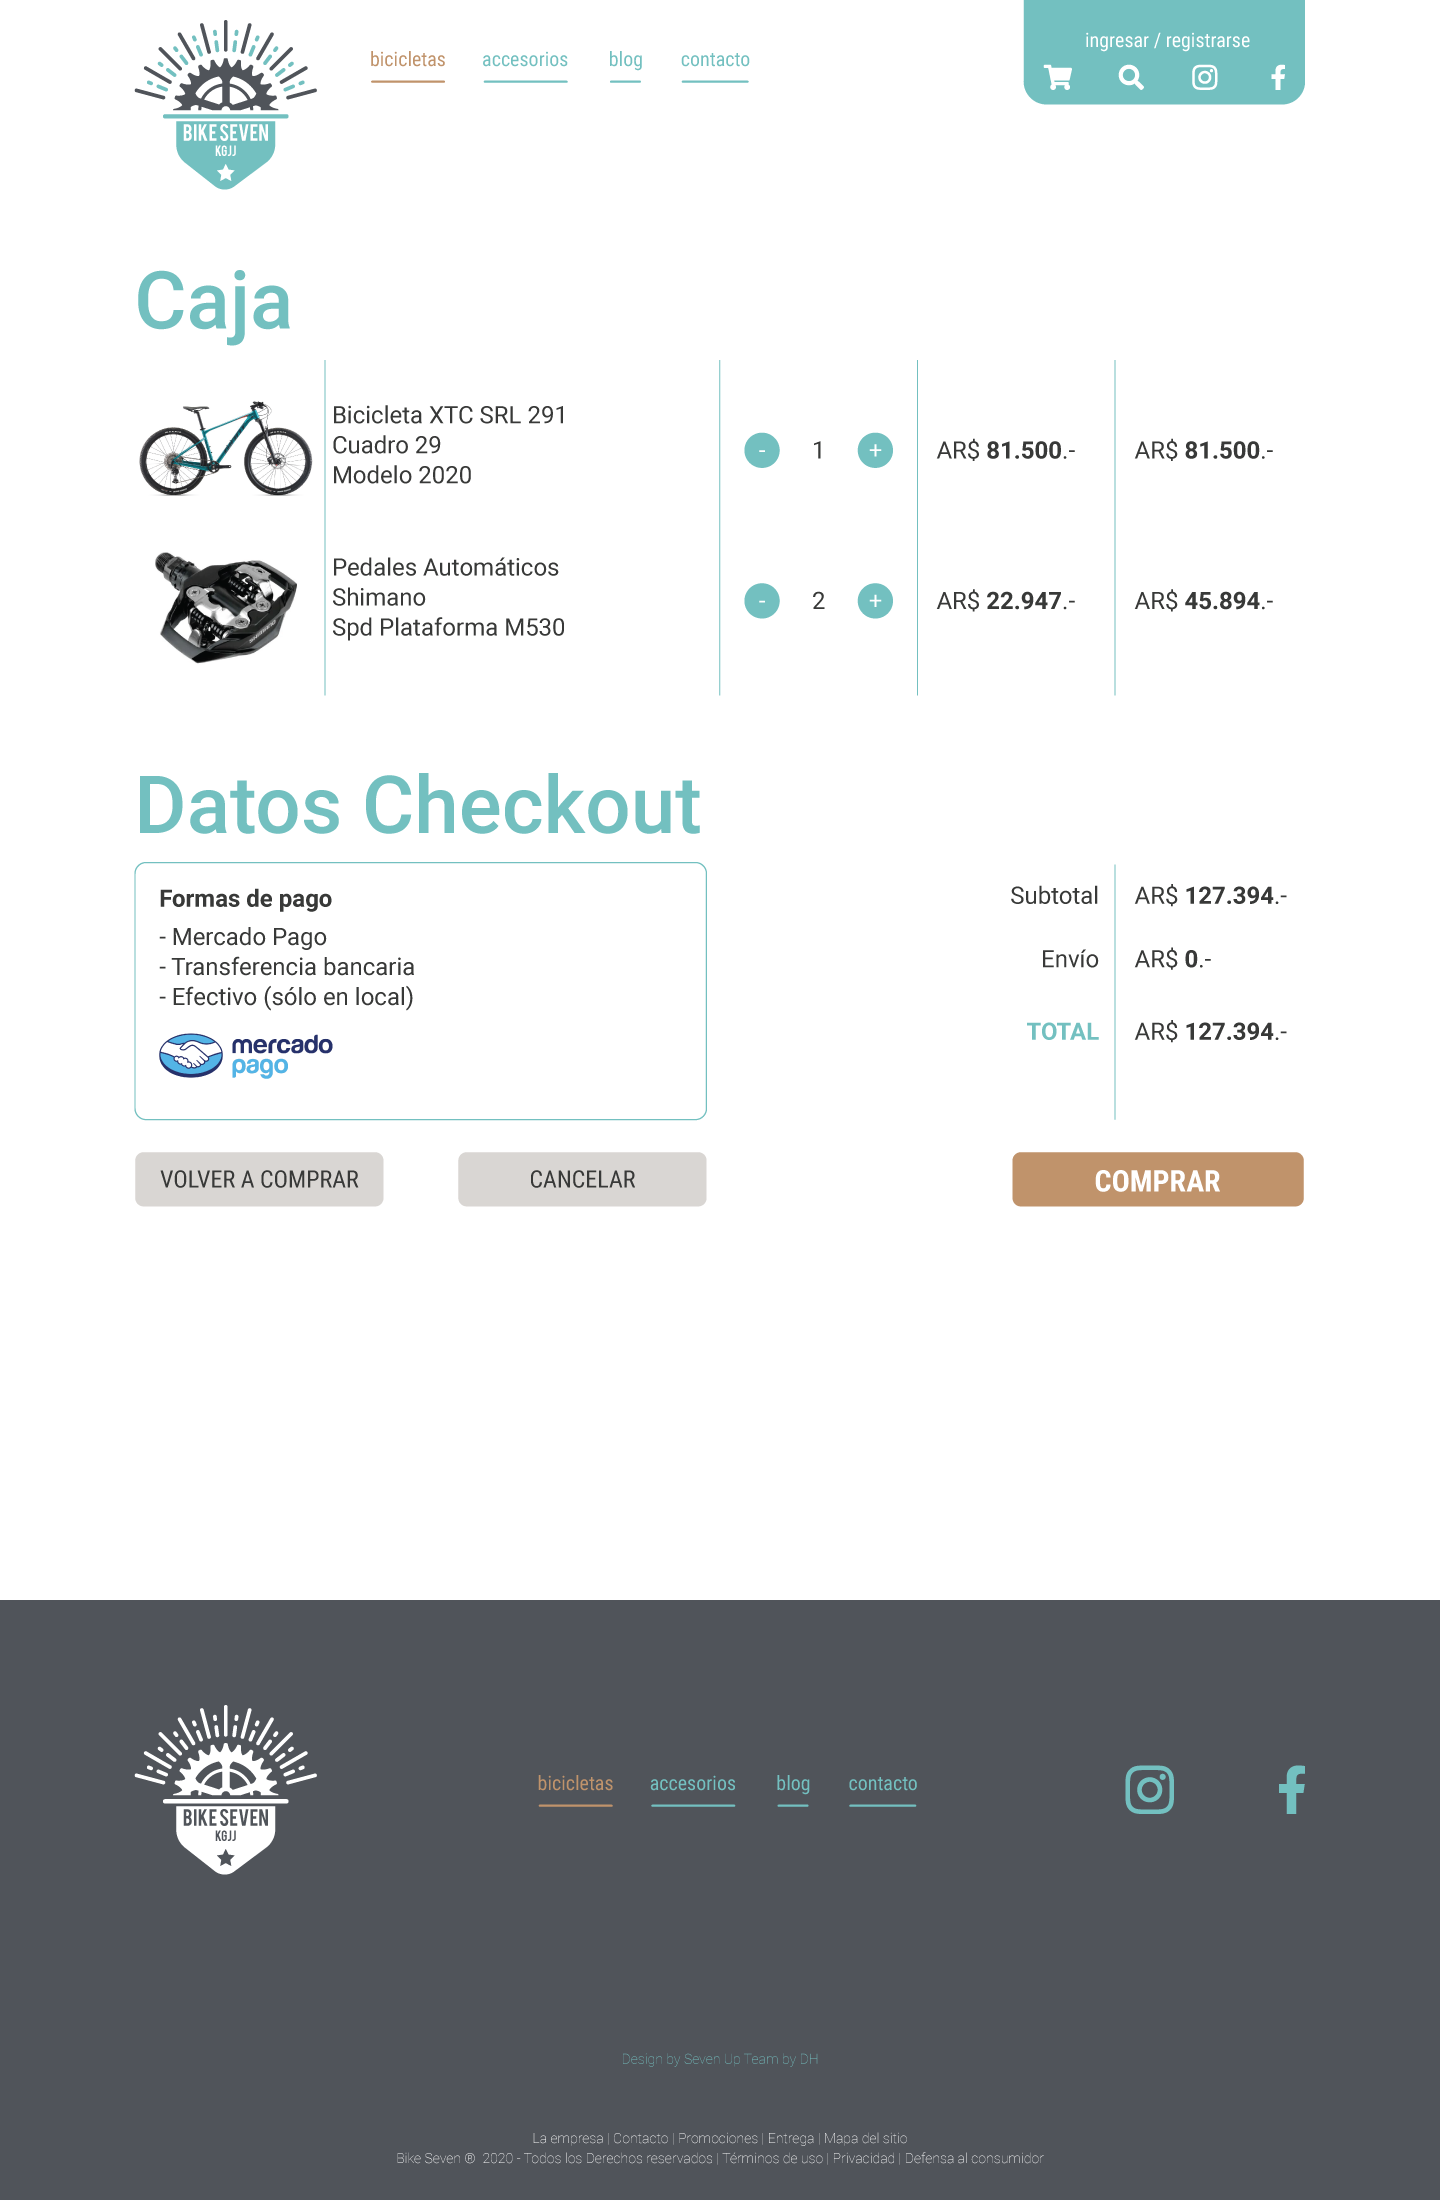 bicicletas accesorios blog contacto
ingresar / registrarse
BIKE SEVEN
KGJJ
Caja
Bicicleta XTC SRL 291
Cuadro 29
Modelo 2020
- 1 + AR$ 81.500.- AR$ 81.500.-
Pedales Automáticos
Shimano
Spd Plataforma M530
- 2 + AR$ 22.947.- AR$ 45.894.-
Datos Checkout
Formas de pago
- Mercado Pago
- Transferencia bancaria
- Efectivo (sólo en local)
mercado
pago
Subtotal AR$ 127.394.-
Envío AR$ 0.-
TOTAL AR$ 127.394.-
VOLVER A COMPRAR CANCELAR COMPRAR
BIKE SEVEN
KGJJ
bicicletas accesorios blog contacto
Design by Seven Up Team by DH
La empresa | Contacto | Promociones | Entrega | Mapa del sitio
Bike Seven ® 2020 - Todos los Derechos reservados | Términos de uso | Privacidad | Defensa al consumidor